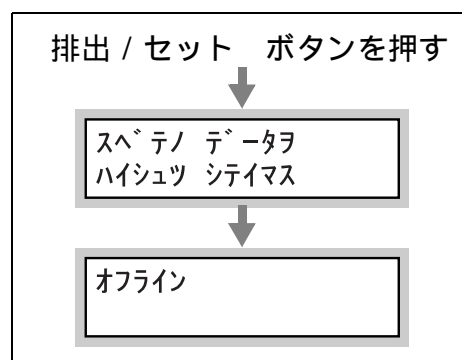 排出 / セット　ボタンを押す
スベテノ データヲ
ハイシュツ シテイマス
オフライン